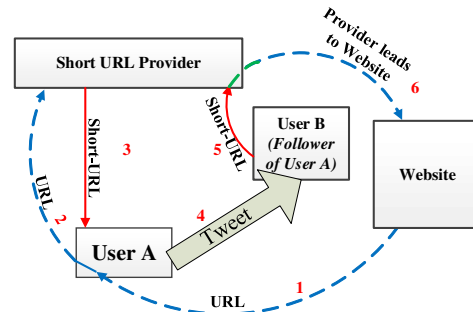 Provider leads
to Website
6
Short URL Provider
Short-URL
3
Short-URL
5
User B
(Follower
of User A)
Website
URL
2
4
Tweet
User A
1
URL